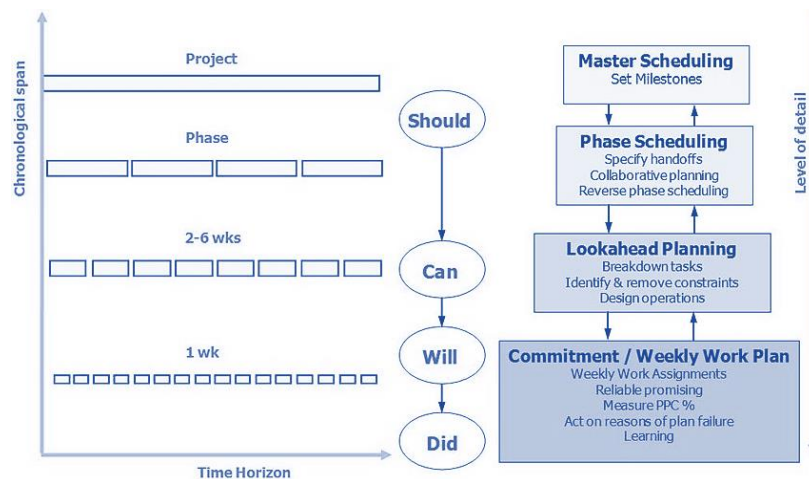 Chronological span
Project
Phase
2-6 wks
1 wk
Time Horizon
Should
Can
Will
Did
Master Scheduling
Set Milestones
Phase Scheduling
Specify handoffs
Collaborative planning
Reverse phase scheduling
Lookahead Planning
Breakdown tasks
Identify & remove constraints
Design operations
Commitment / Weekly Work Plan
Weekly Work Assignments
Reliable promising
Measure PPC %
Act on reasons of plan failure
Learning
Level of detail